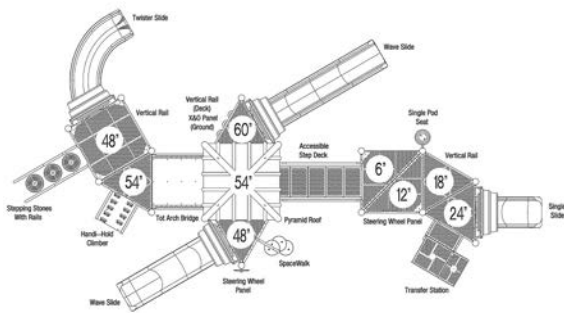 Twister Slide
Wave Slide
Vertical Rail
Vertical Rail
(Deck)
X&O Panel
(Ground)
Single Pod
Seat
48"
60"
Accessible
Step Deck
Vertical Rail
54"
54"
6"
12"
18"
24"
Stepping Stones
With Rails
Handi-Hold
Climber
Tot Arch Bridge
48"
Pyramid Roof
Steering Wheel Panel
Single
Slide
SpaceWalk
Steering Wheel
Panel
Wave Slide
Transfer Station